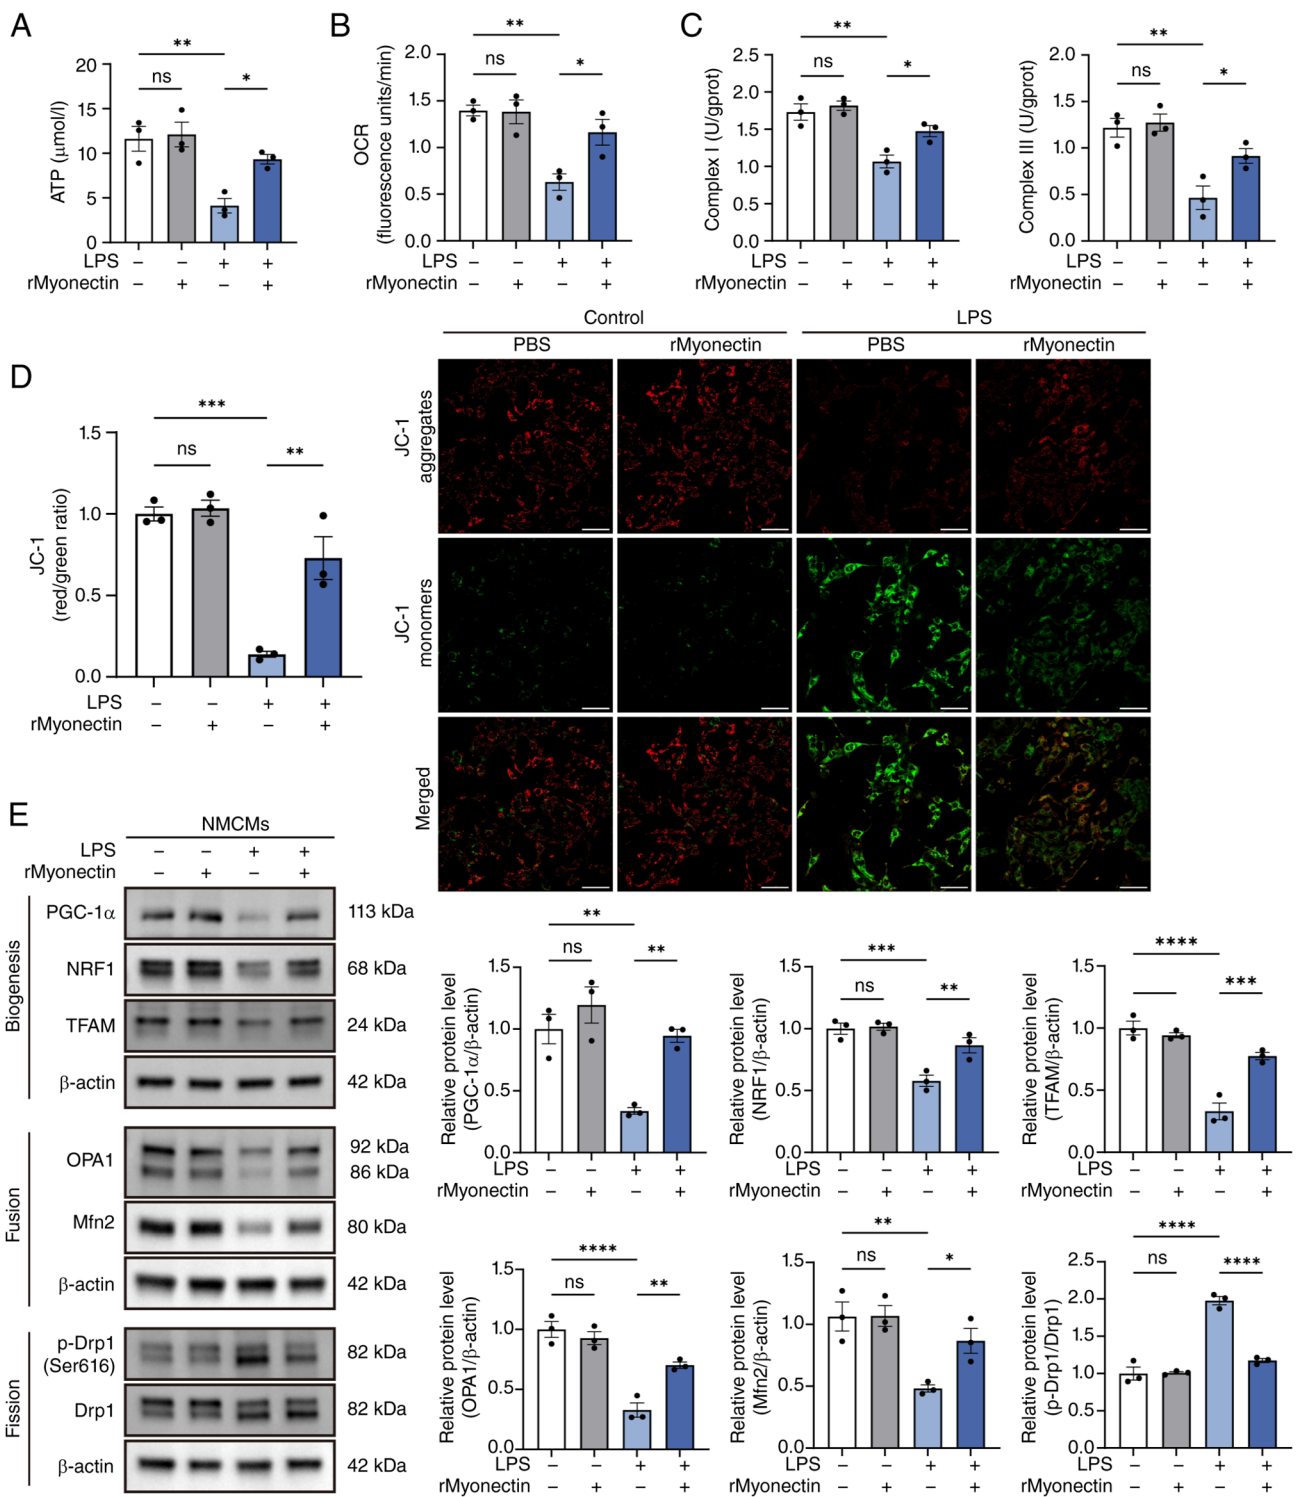 A
ATP (μmol/l)
20
15
10
5
0
**
ns
*
LPS − − + +
rMyonectin − + − +
B
OCR
(fluorescence units/min)
2.0
1.5
1.0
0.5
0.0
**
ns
*
LPS − − + +
rMyonectin − + − +
C
Complex I (U/gprot)
2.5
2.0
1.5
1.0
0.5
0.0
**
ns
*
LPS − − + +
rMyonectin − + − +
Complex III (U/gprot)
2.0
1.5
1.0
0.5
0.0
**
ns
*
LPS − − + +
rMyonectin − + − +
D
JC-1
(red/green ratio)
1.5
1.0
0.5
0.0
***
ns
**
LPS − − + +
rMyonectin − + − +
Control LPS
PBS rMyonectin PBS rMyonectin
JC-1
aggregates
JC-1
monomers
Merged
E
NMCMs
LPS − − + +
rMyonectin − + − +
Biogenesis
PGC-1α 113 kDa
NRF1 68 kDa
TFAM 24 kDa
β-actin 42 kDa
Fusion
OPA1 92 kDa
86 kDa
Mfn2 80 kDa
β-actin 42 kDa
Fission
p-Drp1
(Ser616) 82 kDa
Drp1 82 kDa
β-actin 42 kDa
Relative protein level
(PGC-1α/β-actin)
1.5
1.0
0.5
0.0
**
ns
**
LPS − − + +
rMyonectin − + − +
Relative protein level
(NRF1/β-actin)
1.5
1.0
0.5
0.0
***
ns
**
LPS − − + +
rMyonectin − + − +
Relative protein level
(TFAM/β-actin)
1.5
1.0
0.5
0.0
****
***
LPS − − + +
rMyonectin − + − +
Relative protein level
(OPA1/β-actin)
1.5
1.0
0.5
0.0
****
ns
**
LPS − − + +
rMyonectin − + − +
Relative protein level
(Mfn2/β-actin)
1.5
1.0
0.5
0.0
**
ns
*
LPS − − + +
rMyonectin − + − +
Relative protein level
(p-Drp1/Drp1)
2.5
2.0
1.5
1.0
0.5
0.0
****
ns
****
LPS − − + +
rMyonectin − + − +